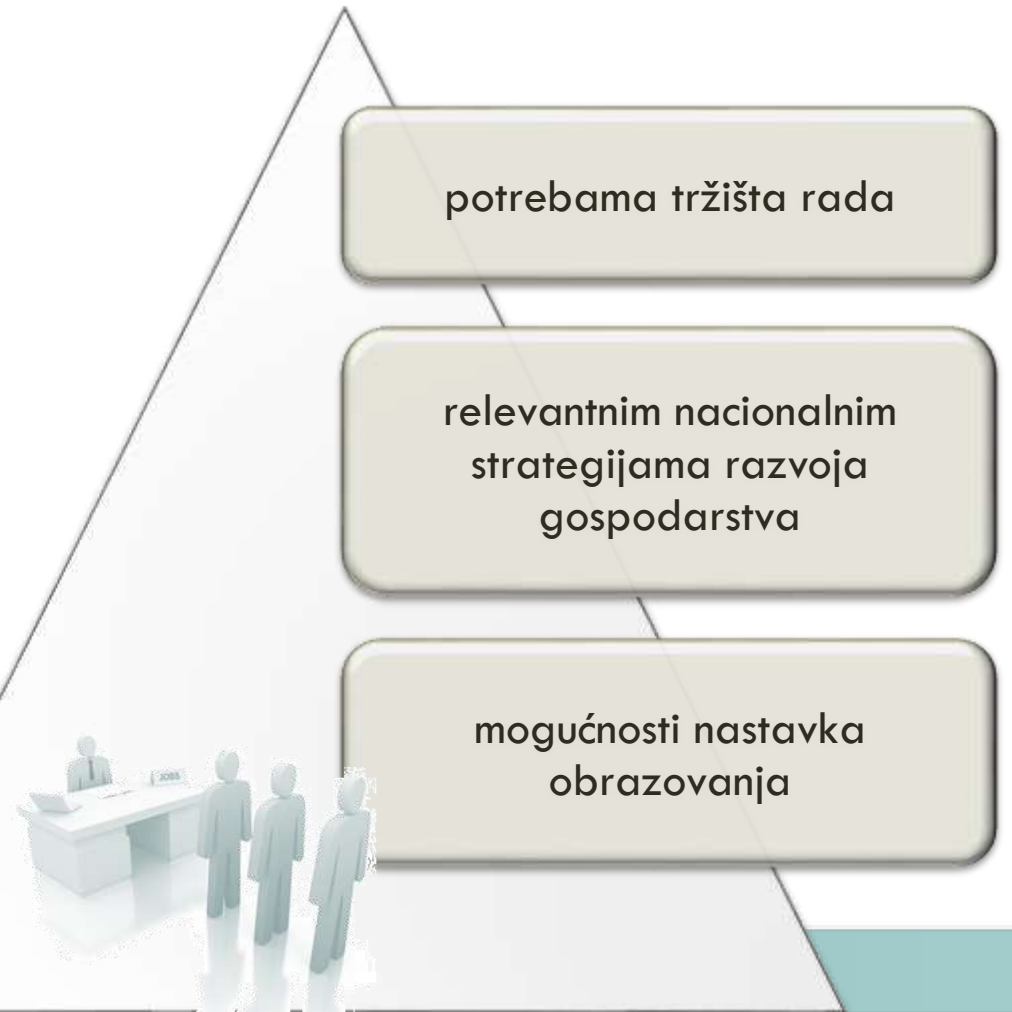 potrebama tržišta rada
relevantnim nacionalnim
strategijama razvoja
gospodarstva
mogućnosti nastavka
obrazovanja
JOBS